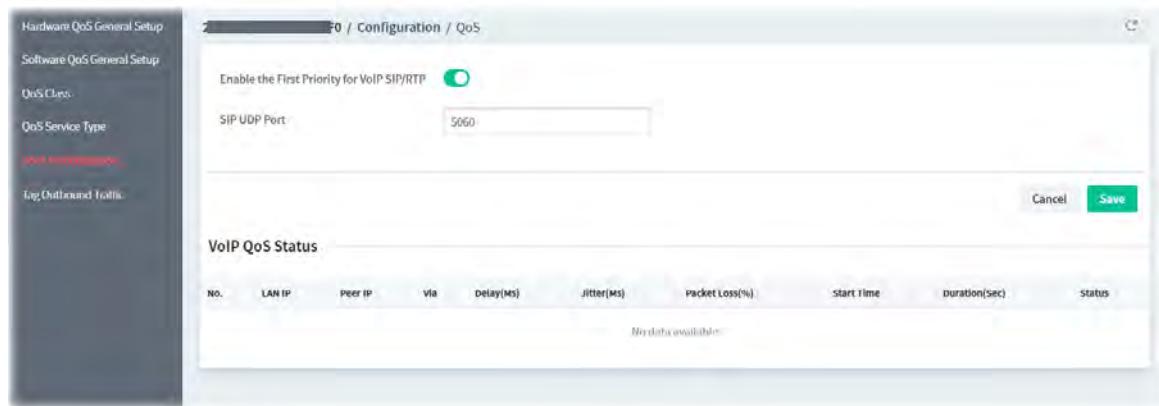 Hardware QoS General Setup
Software QoS General Setup
QoS Class
QoS Service Type
Tag Outbound Traffic
2 F0 / Configuration / QoS
Enable the First Priority for VoIP SIP/RTP
SIP UDP Port 5060
Cancel Save
VoIP QoS Status
No. LAN IP Peer IP Via Delay(Ms) Jitter(Ms) Packet Loss(%) Start Time Duration(Sec) Status
No data available